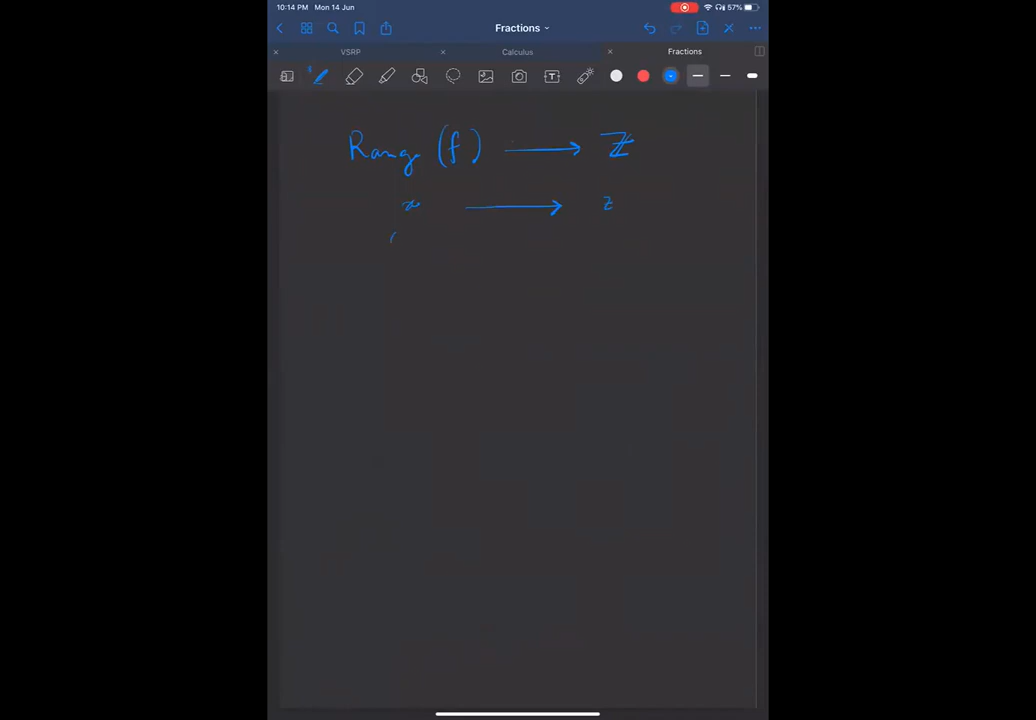 10:14 PM Mon 14 Jun 57%
Fractions
VSRP Calculus Fractions
Range (f) ⟶ ℤ
x ⟶ z
(